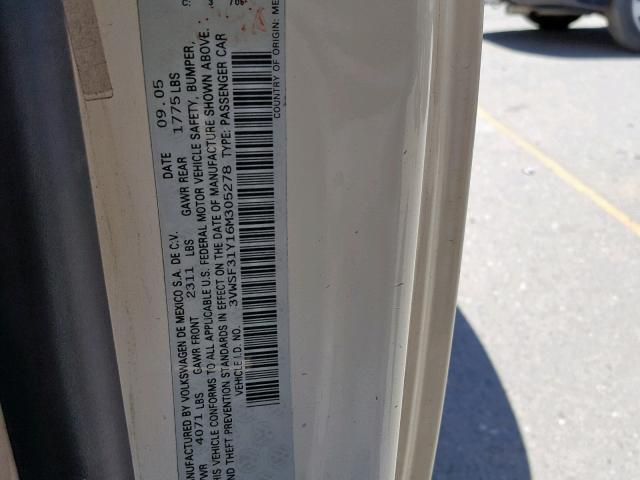 ANUFACTURED BY VOLKSWAGEN DE MEXICO S.A. DE C.V. DATE 09.05
VWR 4071 LBS GAWR FRONT 2311 LBS GAWR REAR 1775 LBS
HIS VEHICLE CONFORMS TO ALL APPLICABLE U.S. FEDERAL MOTOR VEHICLE SAFETY, BUMPER,
ND THEFT PREVENTION STANDARDS IN EFFECT ON THE DATE OF MANUFACTURE SHOWN ABOVE.
VEHICLE I.D. NO. 3VWSF31Y16M305278 TYPE: PASSENGER CAR
COUNTRY OF ORIGIN: ME